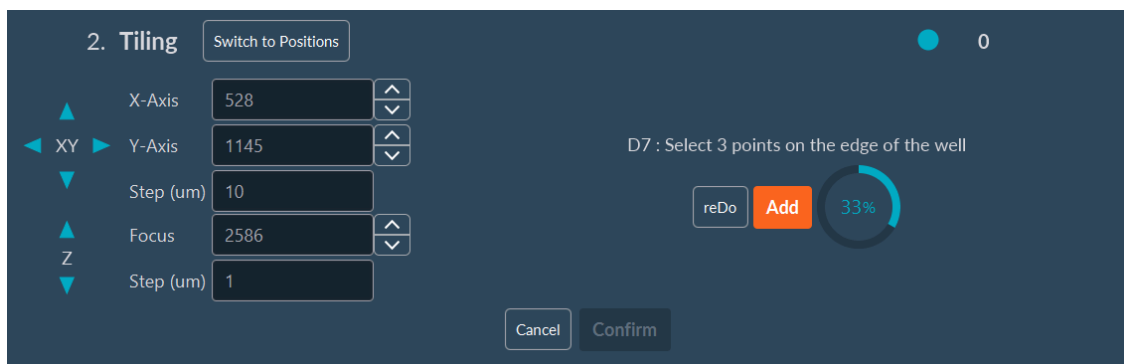 2. Tiling Switch to Positions 0
X-Axis 528
XY Y-Axis 1145
D7 : Select 3 points on the edge of the well
Step (um) 10
reDo Add 33%
Focus 2586
Z
Step (um) 1
Cancel Confirm